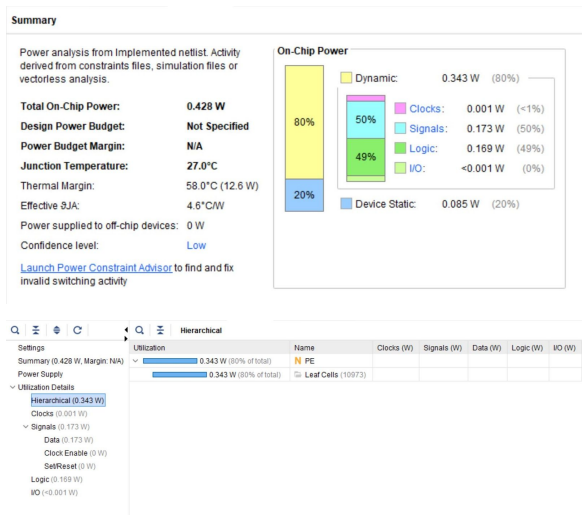 Summary
Power analysis from Implemented netlist. Activity
derived from constraints files, simulation files or
vectorless analysis.
Total On-Chip Power: 0.428 W
Design Power Budget: Not Specified
Power Budget Margin: N/A
Junction Temperature: 27.0°C
Thermal Margin: 58.0°C (12.6 W)
Effective ϑJA: 4.6°C/W
Power supplied to off-chip devices: 0 W
Confidence level: Low
Launch Power Constraint Advisor to find and fix
invalid switching activity
On-Chip Power
80%
20%
Dynamic: 0.343 W (80%)
50%
49%
Clocks: 0.001 W (<1%)
Signals: 0.173 W (50%)
Logic: 0.169 W (49%)
I/O: <0.001 W (0%)
Device Static: 0.085 W (20%)
Settings
Summary (0.428 W, Margin: N/A)
Power Supply
Utilization Details
Hierarchical (0.343 W)
Clocks (0.001 W)
Signals (0.173 W)
Data (0.173 W)
Clock Enable (0 W)
Set/Reset (0 W)
Logic (0.169 W)
I/O (<0.001 W)
Hierarchical
Utilization Name Clocks (W) Signals (W) Data (W) Logic (W) I/O (W)
0.343 W (80% of total) N PE
0.343 W (80% of total) Leaf Cells (10973)